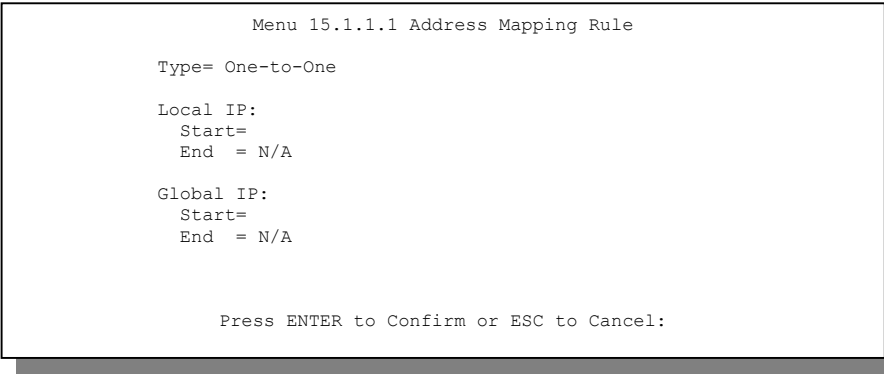 Menu 15.1.1.1 Address Mapping Rule
Type= One-to-One
Local IP:
Start=
End  = N/A
Global IP:
Start=
End  = N/A
Press ENTER to Confirm or ESC to Cancel: